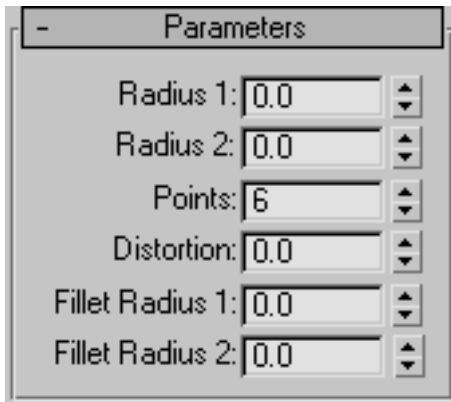 - Parameters
Radius 1: 0.0
Radius 2: 0.0
Points: 6
Distortion: 0.0
Fillet Radius 1: 0.0
Fillet Radius 2: 0.0